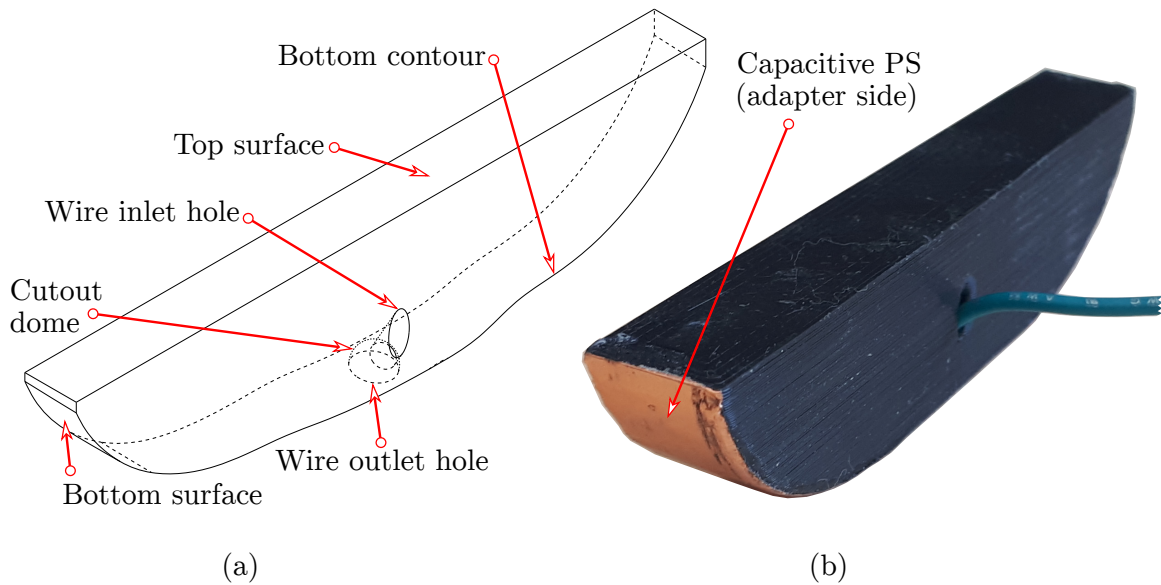 Bottom contour
Capacitive PS
(adapter side)
Top surface
Wire inlet hole
Cutout
dome
Wire outlet hole
Bottom surface
(a)
(b)